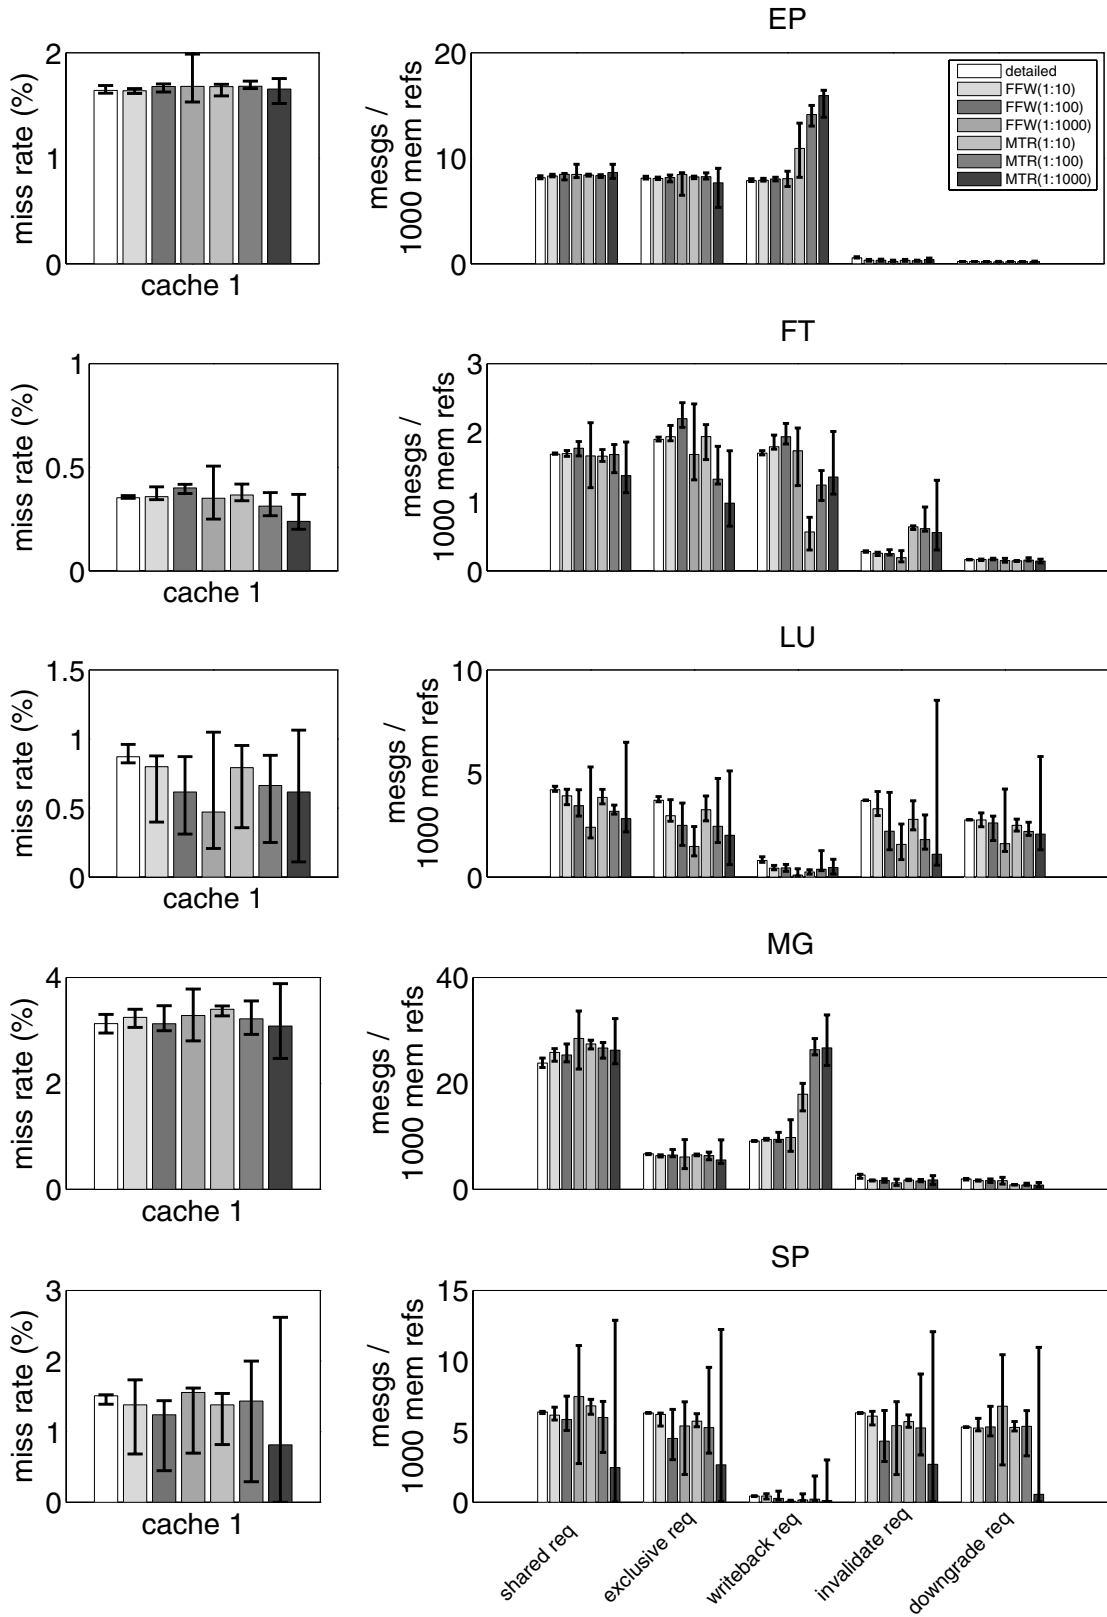 EP
miss rate (%)
2
1
0
cache 1
mesgs /
1000 mem refs
20
10
0
detailed
FFW(1:10)
FFW(1:100)
FFW(1:1000)
MTR(1:10)
MTR(1:100)
MTR(1:1000)
FT
miss rate (%)
1
0.5
0
cache 1
mesgs /
1000 mem refs
3
2
1
0
LU
miss rate (%)
1.5
1
0.5
0
cache 1
mesgs /
1000 mem refs
10
5
0
MG
miss rate (%)
4
3
2
1
0
cache 1
mesgs /
1000 mem refs
40
20
0
SP
miss rate (%)
3
2
1
0
cache 1
mesgs /
1000 mem refs
15
10
5
0
shared req
exclusive req
writeback req
invalidate req
downgrade req